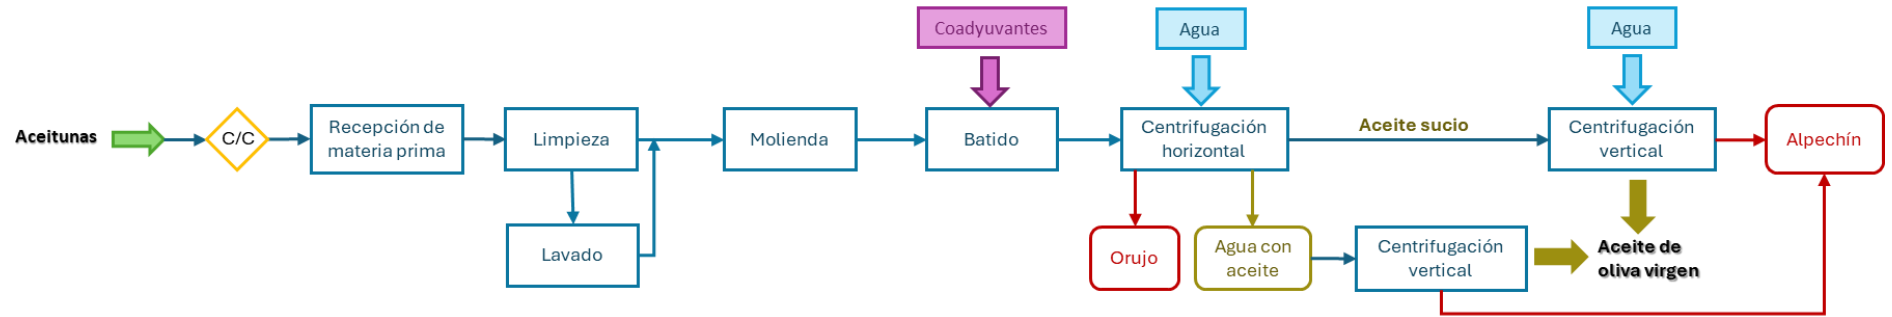 Coadyuvantes
Agua
Agua
Aceitunas
C/C
Recepción de
materia prima
Limpieza
Molienda
Batido
Centrifugación
horizontal
Aceite sucio
Centrifugación
vertical
Alpechín
Lavado
Orujo
Agua con
aceite
Centrifugación
vertical
Aceite de
oliva virgen